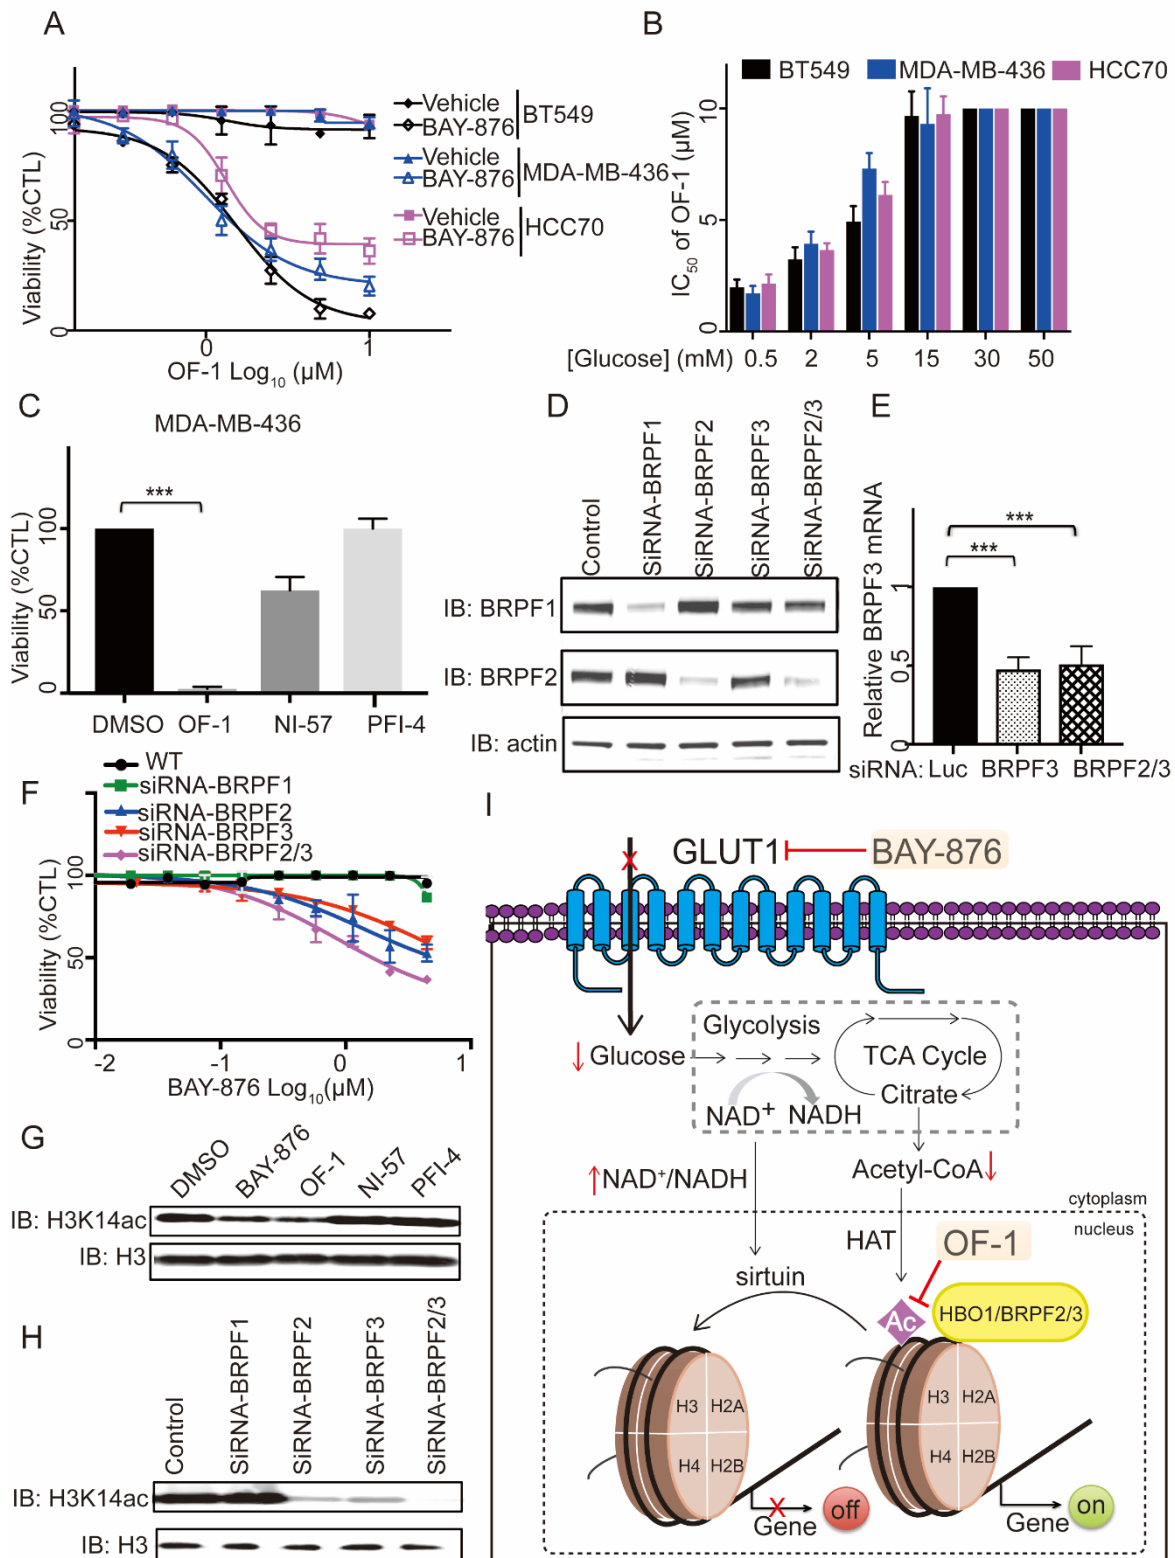 A
Viability (%CTL)
100
50
0
0
1
OF-1 Log10 (µM)
Vehicle
BAY-876
BT549
Vehicle
BAY-876
MDA-MB-436
Vehicle
BAY-876
HCC70
B
BT549 MDA-MB-436 HCC70
IC50 of OF-1 (µM)
10
5
0
[Glucose] (mM) 0.5 2 5 15 30 50
C
MDA-MB-436
Viability (%CTL)
***
100
50
0
DMSO OF-1 NI-57 PFI-4
D
Control
SiRNA-BRPF1
SiRNA-BRPF2
SiRNA-BRPF3
SiRNA-BRPF2/3
IB: BRPF1
IB: BRPF2
IB: actin
E
Relative BRPF3 mRNA
***
***
1
0.5
0
siRNA: Luc BRPF3 BRPF2/3
F
WT
siRNA-BRPF1
siRNA-BRPF2
siRNA-BRPF3
siRNA-BRPF2/3
Viability (%CTL)
100
50
0
-2 -1 0 1
BAY-876 Log10(µM)
G
DMSO
BAY-876
OF-1
NI-57
PFI-4
IB: H3K14ac
IB: H3
H
Control
SiRNA-BRPF1
SiRNA-BRPF2
SiRNA-BRPF3
SiRNA-BRPF2/3
IB: H3K14ac
IB: H3
I
GLUT1 BAY-876
X
Glycolysis
Glucose
TCA Cycle
Citrate
NAD+ NADH
↑NAD+/NADH
Acetyl-CoA↓
cytoplasm
nucleus
HAT
OF-1
sirtuin
Ac
HBO1/BRPF2/3
H3 H2A
H4 H2B
H3 H2A
H4 H2B
X
Gene
off
Gene
on